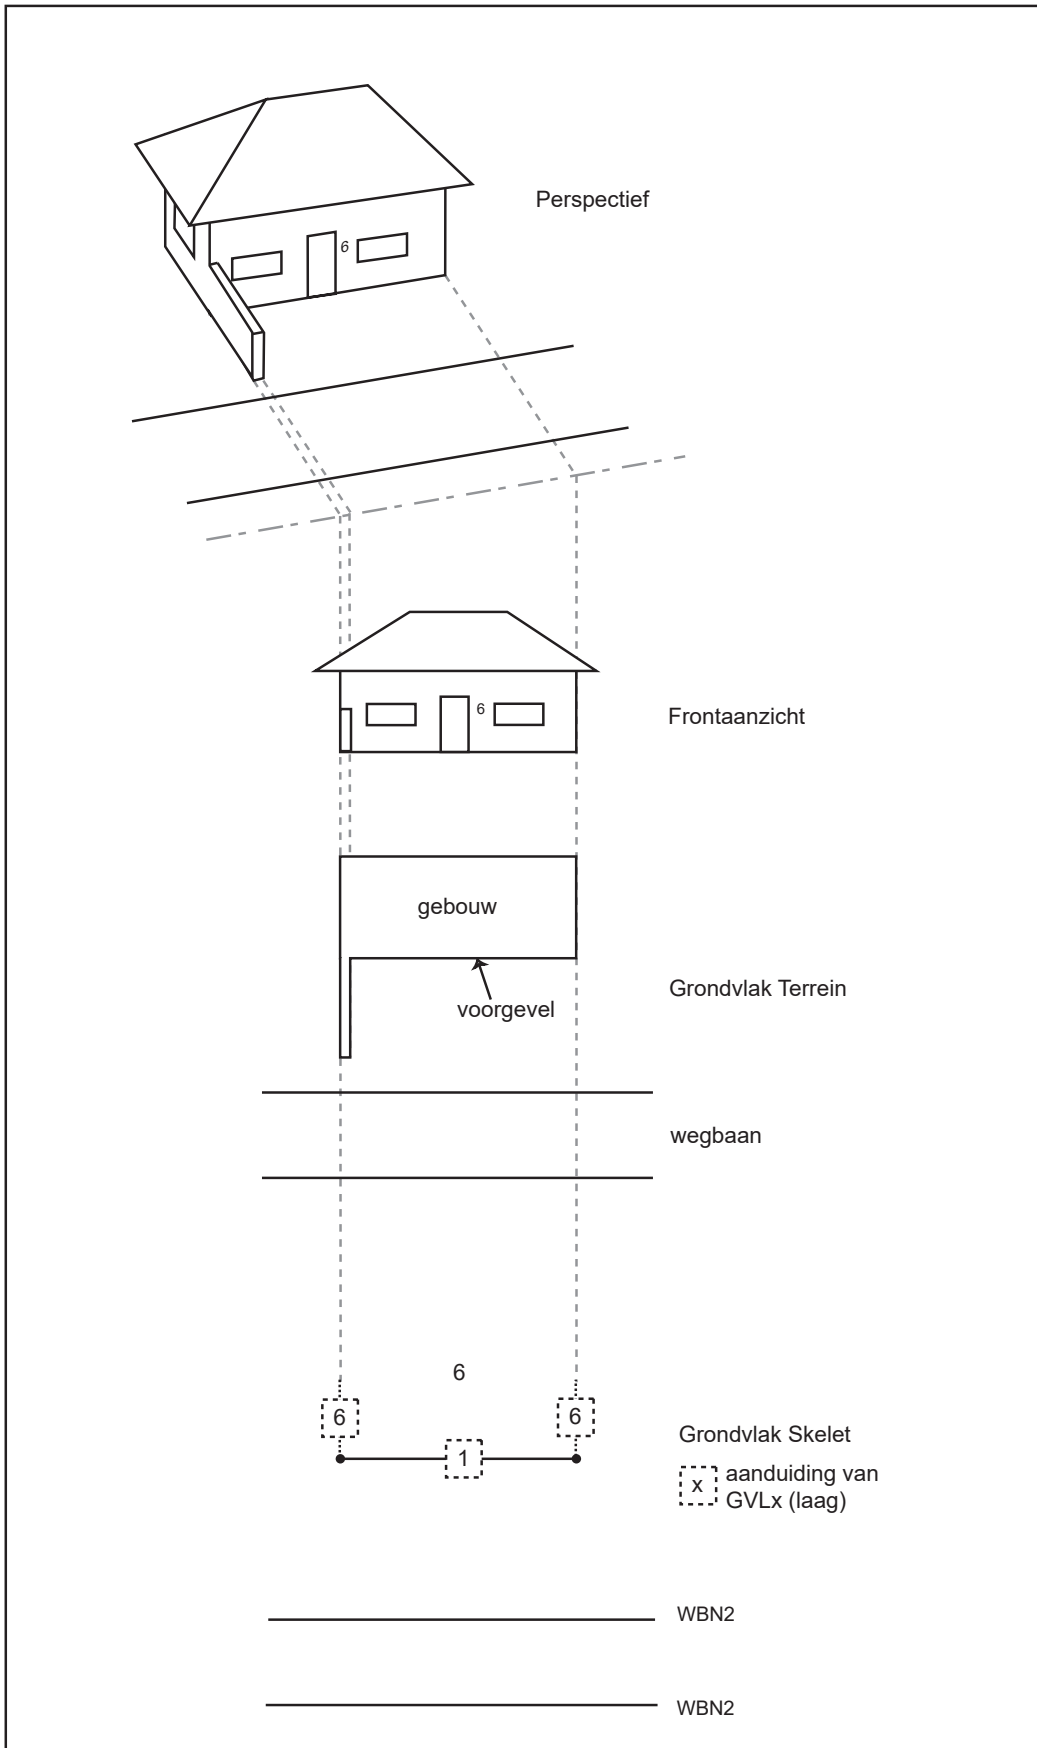 Perspectief
6
6
Frontaanzicht
gebouw
voorgevel
Grondvlak Terrein
wegbaan
6
6
6
1
Grondvlak Skelet
x aanduiding van
GVLx (laag)
WBN2
WBN2